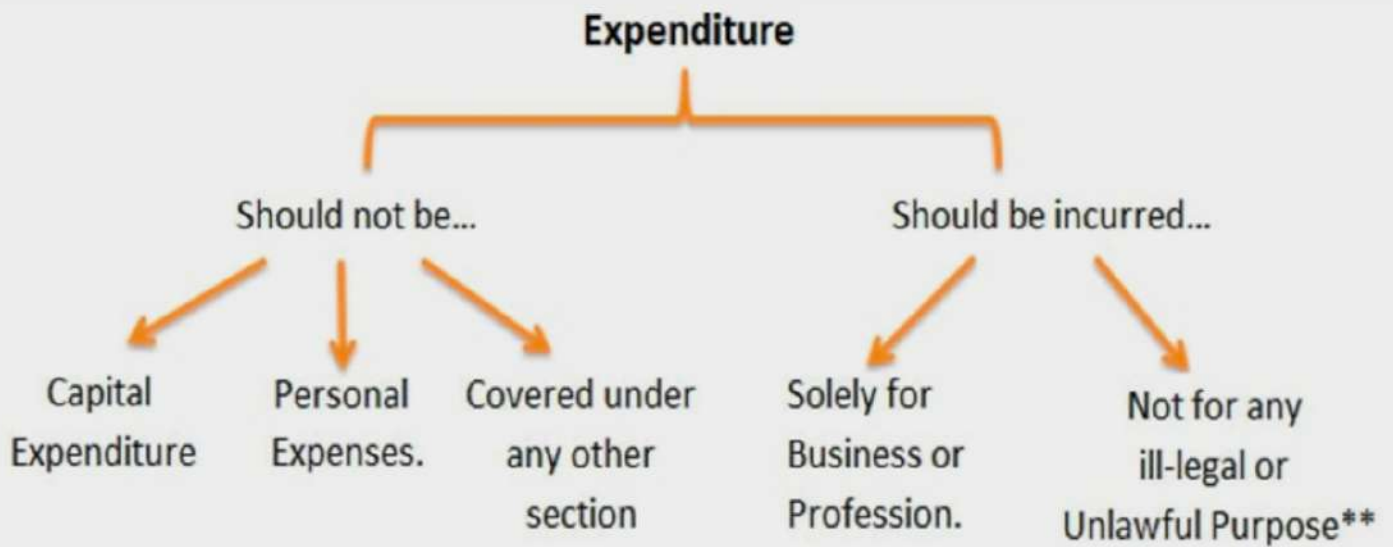 Expenditure
Should not be...
Should be incurred...
Capital
Expenditure
Personal
Expenses.
Covered under
any other
section
Solely for
Business or
Profession.
Not for any
ill-legal or
Unlawful Purpose**